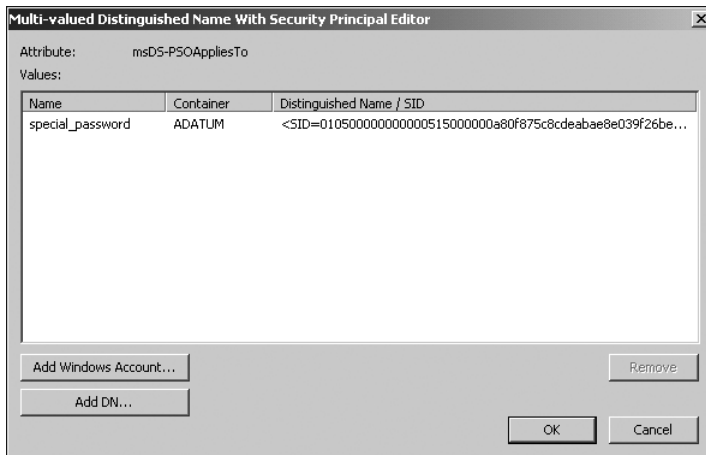 Multi-valued Distinguished Name With Security Principal Editor
Attribute: msDS-PSOAppliesTo
Values:
Name Container Distinguished Name / SID
special_password ADATUM <SID=010500000000000515000000a80f875c8cdeabae8e039f26be...
Add Windows Account... Remove
Add DN...
OK Cancel